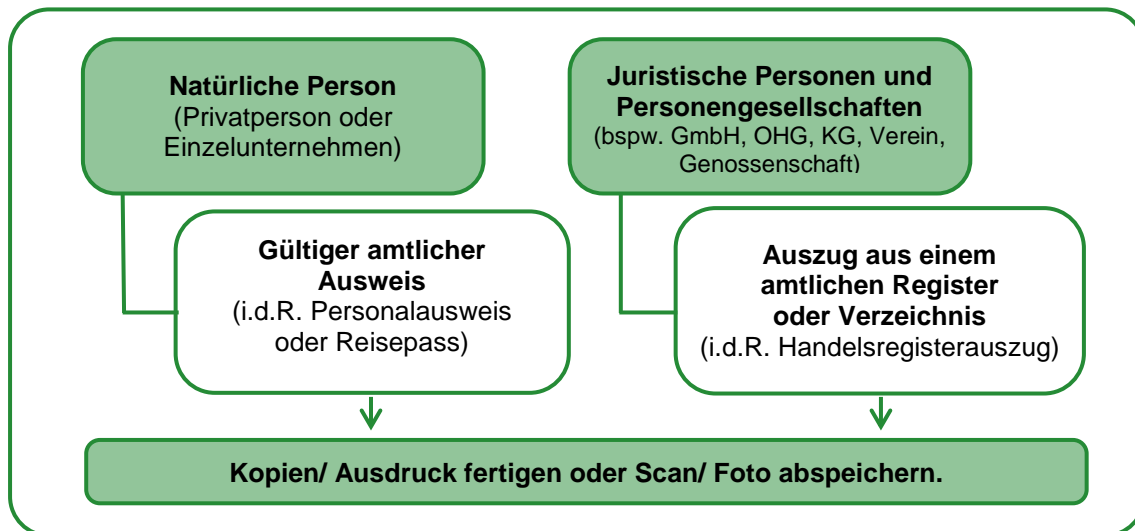 Natürliche Person
(Privatperson oder
Einzelunternehmen)
Juristische Personen und
Personengesellschaften
(bspw. GmbH, OHG, KG, Verein,
Genossenschaft)
Gültiger amtlicher
Ausweis
(i.d.R. Personalausweis
oder Reisepass)
Auszug aus einem
amtlichen Register
oder Verzeichnis
(i.d.R. Handelsregisterauszug)
Kopien/ Ausdruck fertigen oder Scan/ Foto abspeichern.